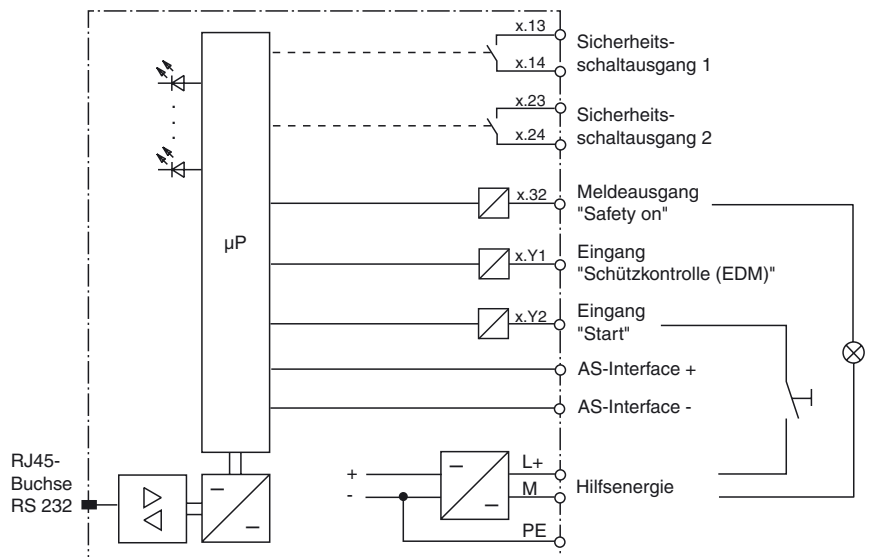 x.13
Sicherheits-
schaltausgang 1
x.14
x.23
Sicherheits-
schaltausgang 2
x.24
x.32
Meldeausgang
"Safety on"
µP
x.Y1
Eingang
"Schützkontrolle (EDM)"
x.Y2
Eingang
"Start"
AS-Interface +
AS-Interface -
RJ45-
Buchse
RS 232
+
-
L+
M
Hilfsenergie
PE